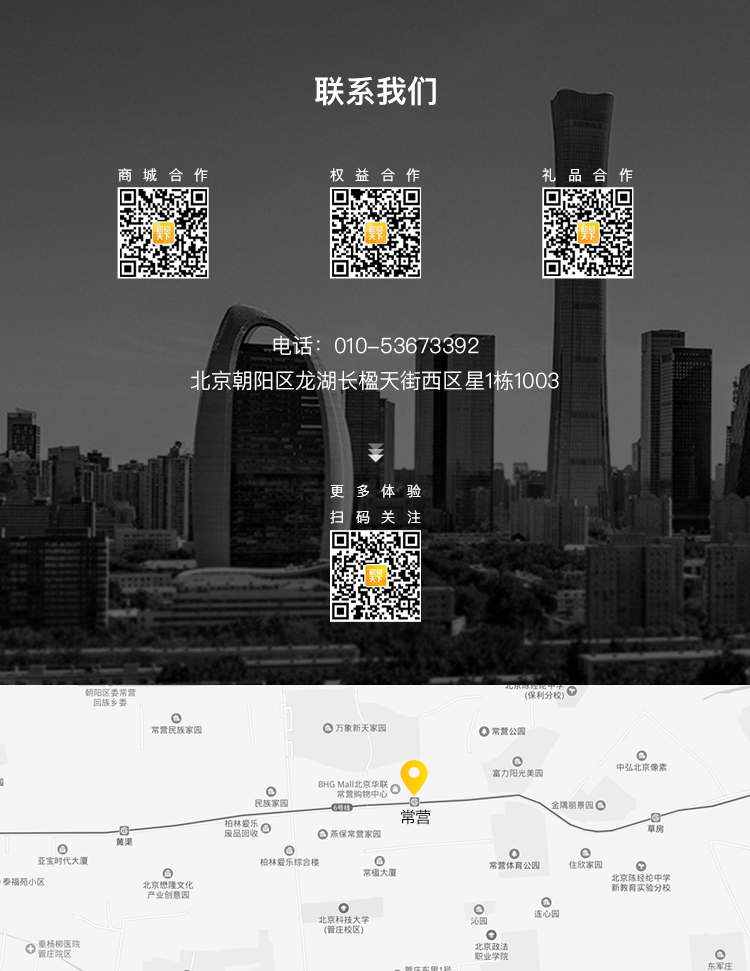 联系我们
商城合作
权益合作
礼品合作
电话：010-53673392
北京朝阳区龙湖长楹天街西区星1栋1003
更多体验
扫码关注
朝阳区委常营
回族乡委
(保利分校)
常营民族家园
万象新天家园
常营公园
富力阳光美园
中弘北京像素
BHG Mall北京华联
常营购物中心
民族家园
6号线
常营
金隅丽景园
草房
黄渠
柏林爱乐
废品回收
燕保常营家园
亚宝时代大厦
柏林爱乐综合楼
常楹大厦
常营体育公园
住欣家园
泰福苑小区
北京懋隆文化
产业创意园
北京陈经纶中学
新教育实验分校
北京科技大学
(管庄校区)
沁园
连心园
垂杨柳医院
管庄院区
北京政法
职业学院
东军庄